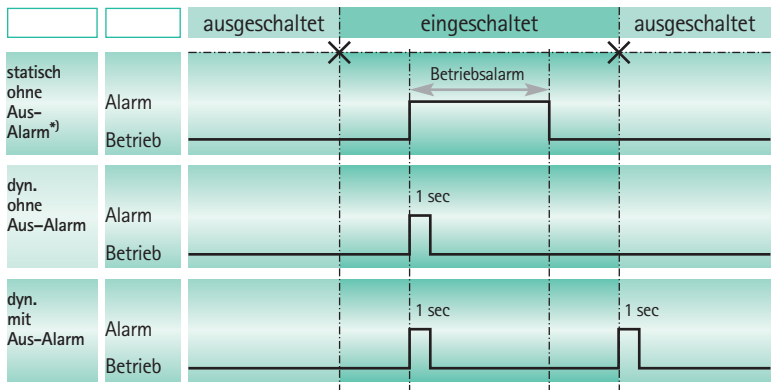 ausgeschaltet eingeschaltet ausgeschaltet
statisch
ohne
Aus-
Alarm*)
Alarm
Betrieb
Betriebsalarm
dyn.
ohne
Aus–Alarm
Alarm
Betrieb
1 sec
dyn.
mit
Aus–Alarm
Alarm
Betrieb
1 sec
1 sec